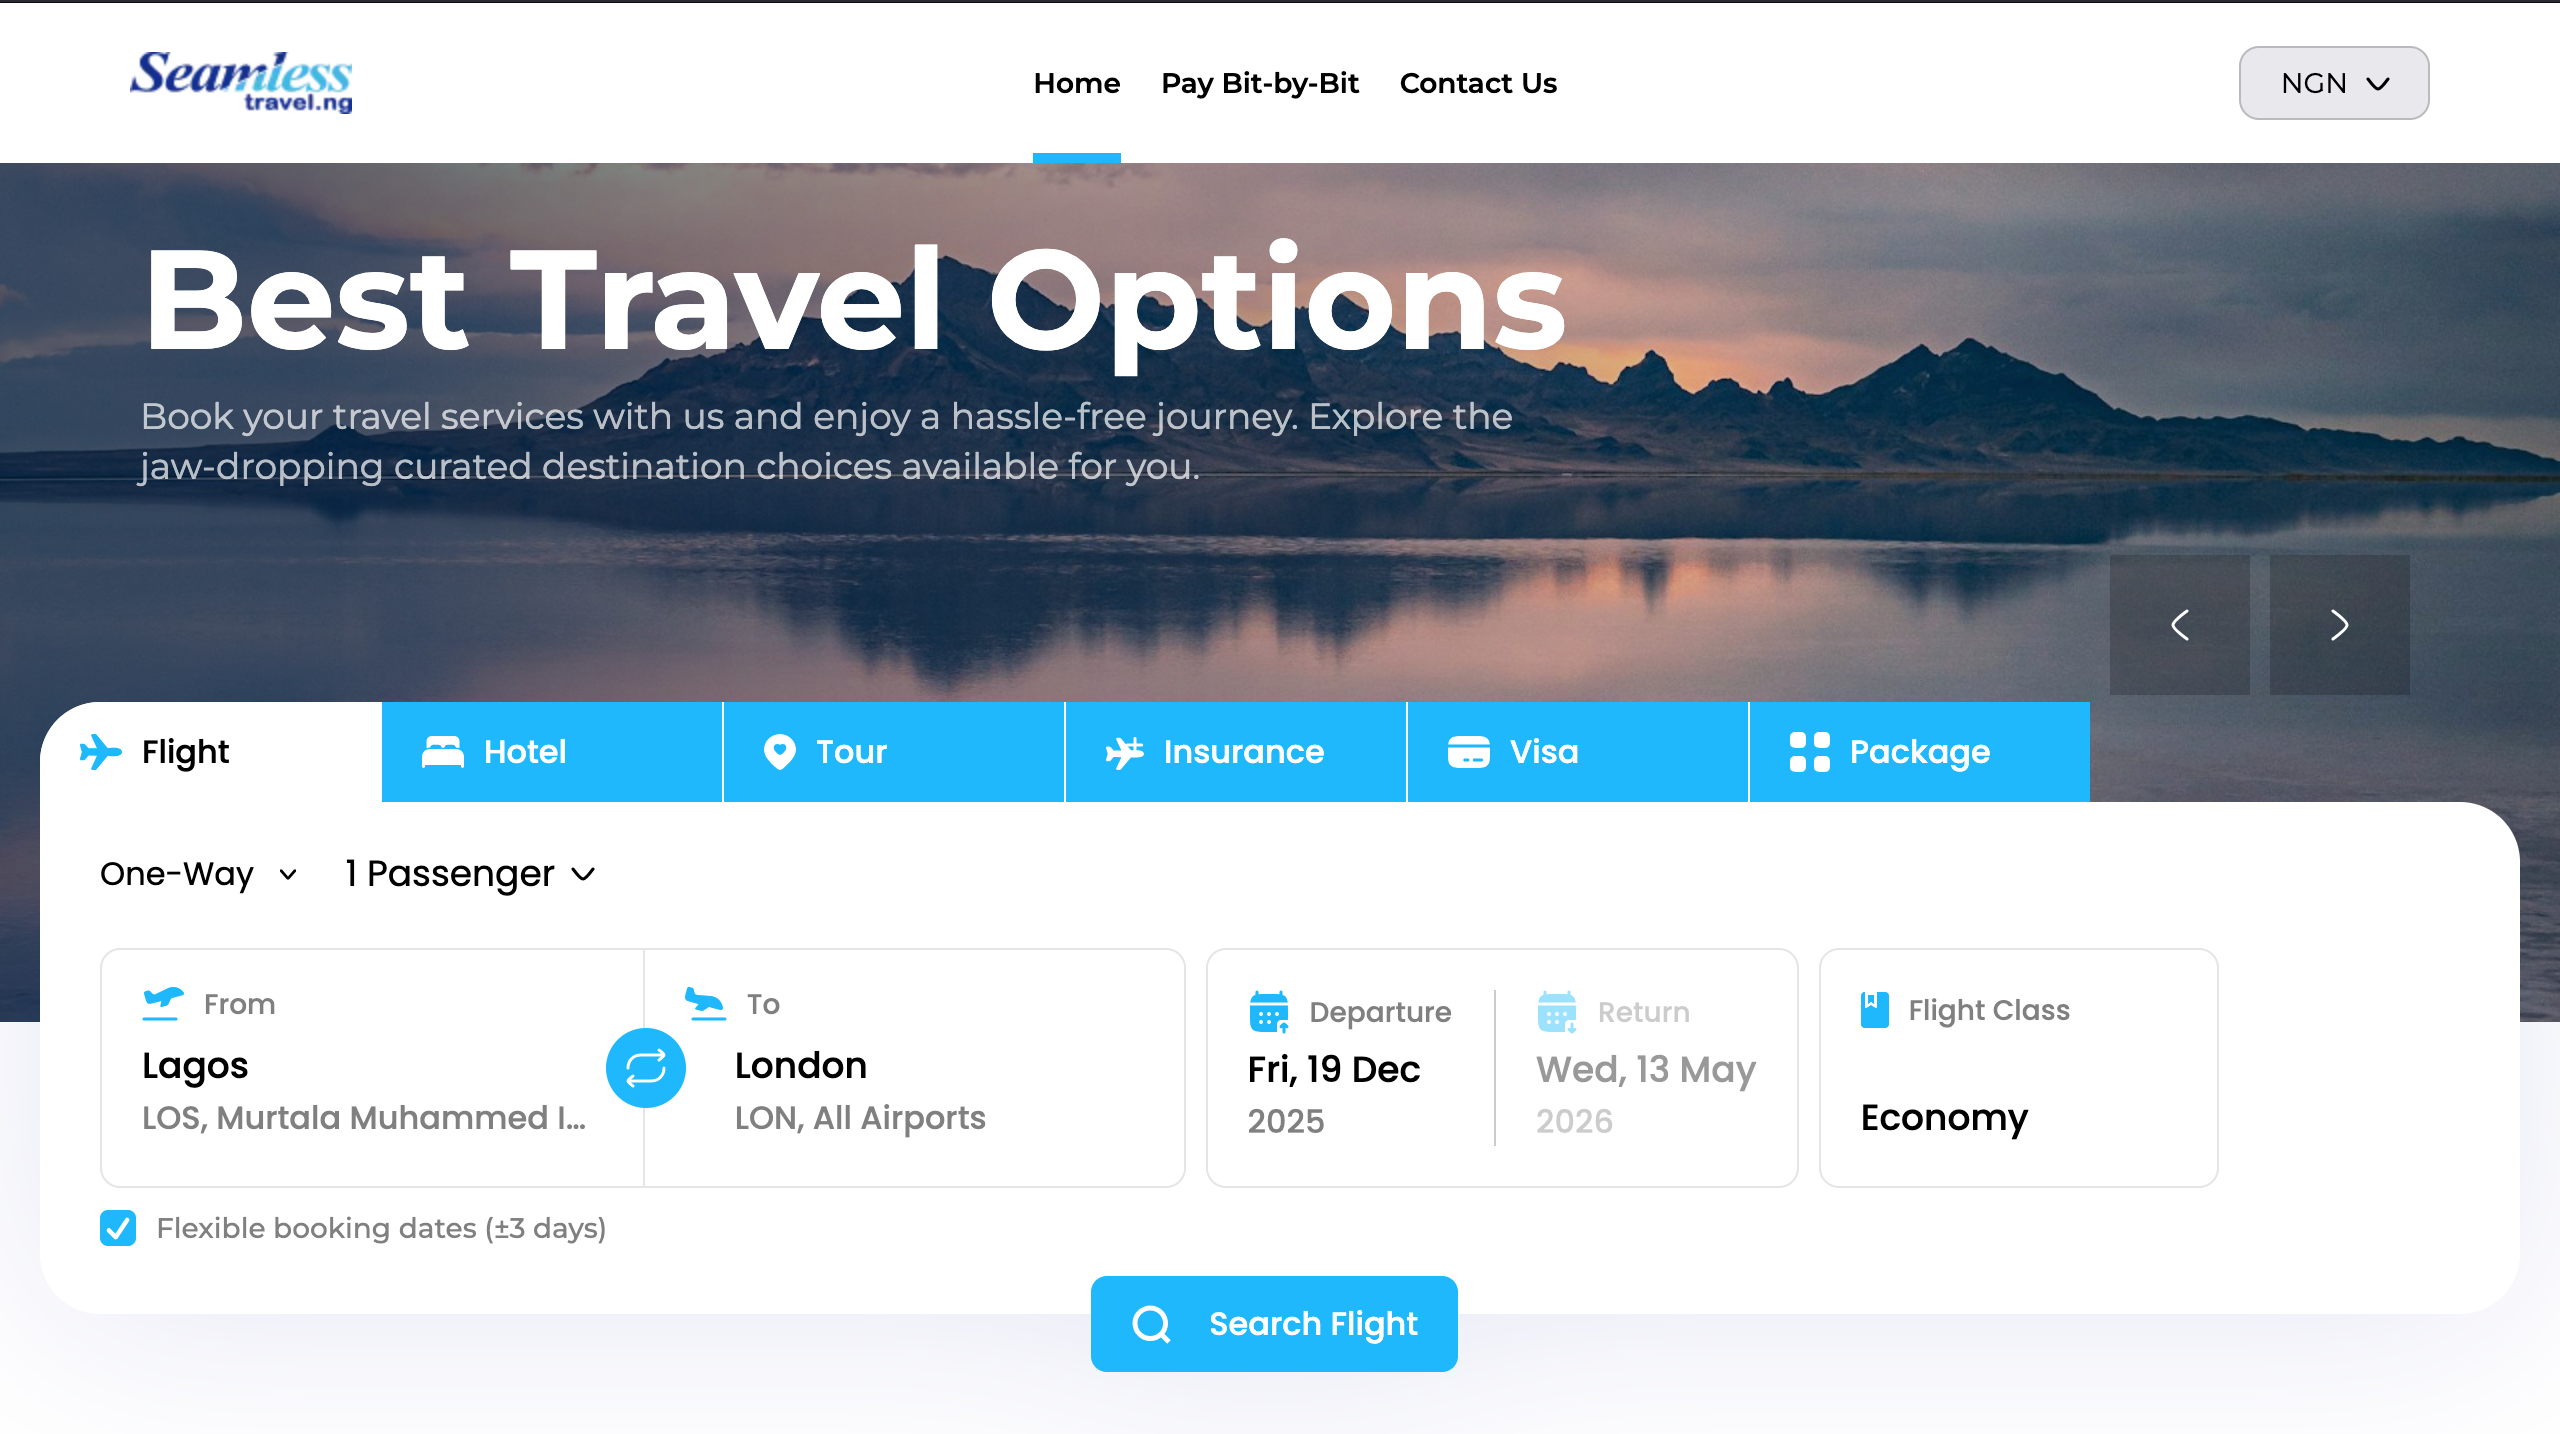 Seamless
travel.ng
Home
Pay Bit-by-Bit
Contact Us
NGN
Best Travel Options
Book your travel services with us and enjoy a hassle-free journey. Explore the
jaw-dropping curated destination choices available for you.
Flight
Hotel
Tour
Insurance
Visa
Package
One-Way
1 Passenger
From
Lagos
LOS, Murtala Muhammed I...
To
London
LON, All Airports
Departure
Fri, 19 Dec
2025
Return
Wed, 13 May
2026
Flight Class
Economy
Flexible booking dates (±3 days)
Search Flight